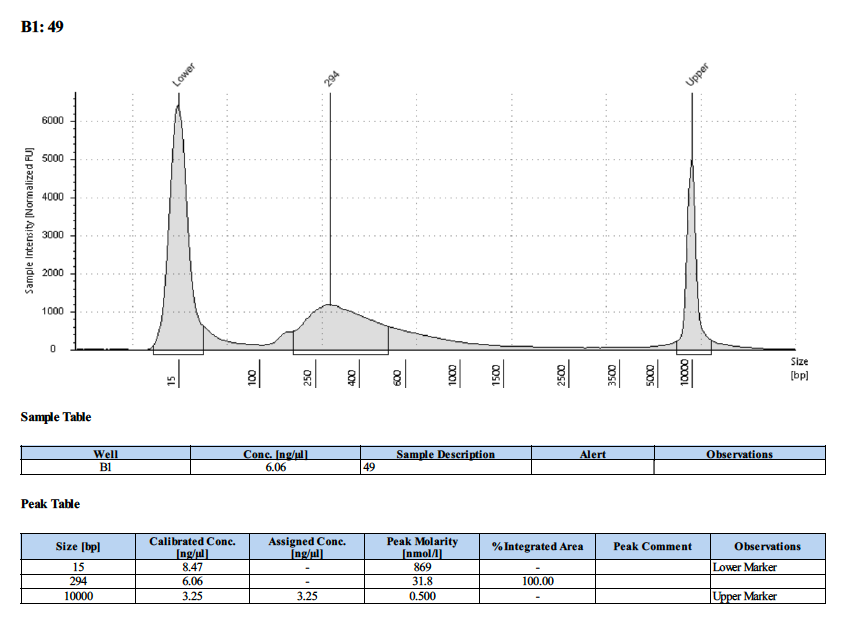 B1: 49
Lower
294
Upper
Sample Intensity [Normalized FU]
6000
5000
4000
3000
2000
1000
0
15
100
250
400
600
1000
1500
2500
3500
5000
10000
Size
[bp]
Sample Table
Well Conc. [ng/µl] Sample Description Alert Observations
B1 6.06 49
Peak Table
Size [bp] Calibrated Conc. [ng/µl] Assigned Conc. [ng/µl] Peak Molarity [nmol/l] % Integrated Area Peak Comment Observations
15 8.47 - 869 - Lower Marker
294 6.06 - 31.8 100.00
10000 3.25 3.25 0.500 - Upper Marker